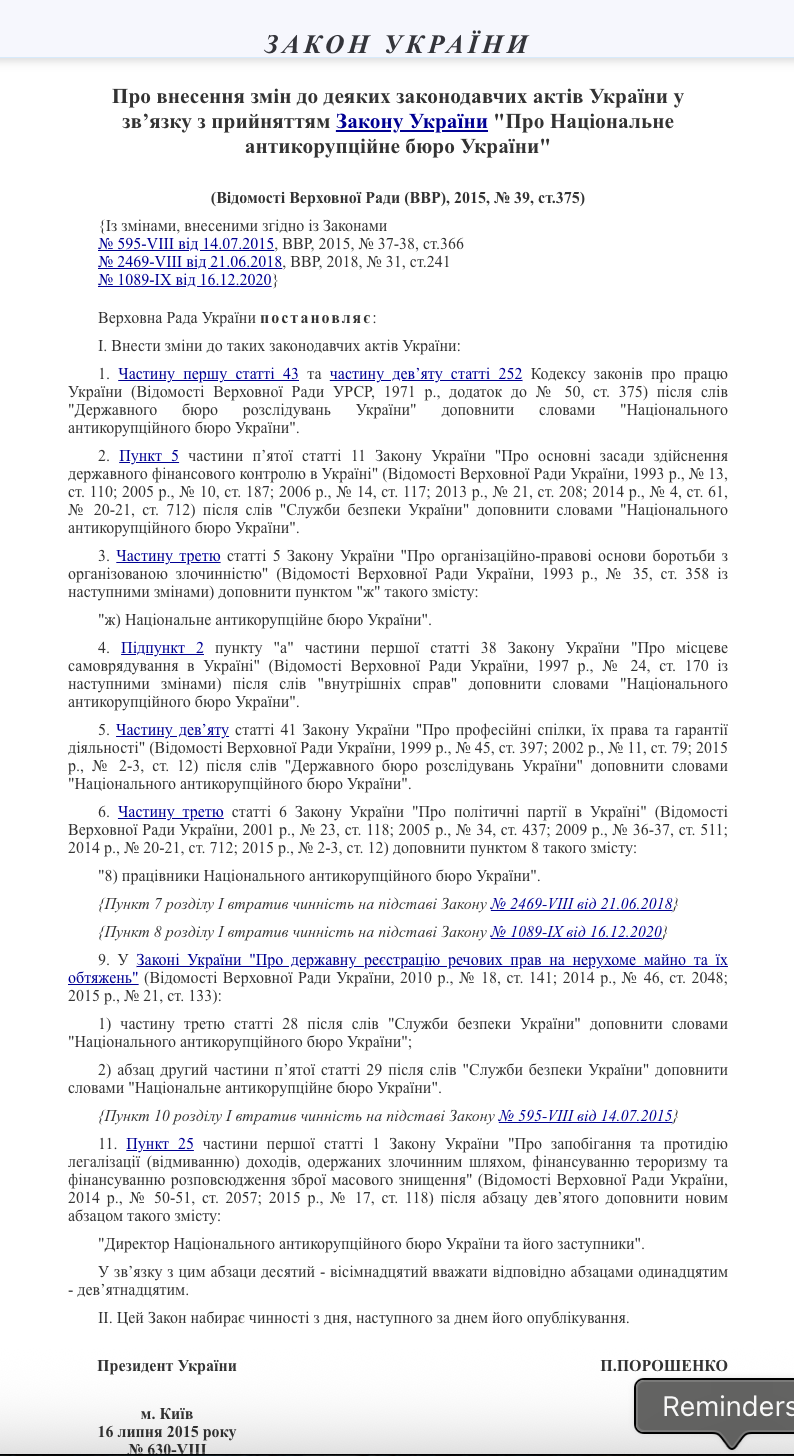 ЗАКОН УКРАЇНИ
Про внесення змін до деяких законодавчих актів України у
зв’язку з прийняттям Закону України "Про Національне
антикорупційне бюро України"
(Відомості Верховної Ради (ВВР), 2015, № 39, ст.375)
{Із змінами, внесеними згідно із Законами
№ 595-VIII від 14.07.2015, ВВР, 2015, № 37-38, ст.366
№ 2469-VIII від 21.06.2018, ВВР, 2018, № 31, ст.241
№ 1089-IX від 16.12.2020}
Верховна Рада України постановляє:
I. Внести зміни до таких законодавчих актів України:
1. Частину першу статті 43 та частину дев’яту статті 252 Кодексу законів про працю
України (Відомості Верховної Ради УРСР, 1971 р., додаток до № 50, ст. 375) після слів
"Державного бюро розслідувань України" доповнити словами "Національного
антикорупційного бюро України".
2. Пункт 5 частини п’ятої статті 11 Закону України "Про основні засади здійснення
державного фінансового контролю в Україні" (Відомості Верховної Ради України, 1993 р., № 13,
ст. 110; 2005 р., № 10, ст. 187; 2006 р., № 14, ст. 117; 2013 р., № 21, ст. 208; 2014 р., № 4, ст. 61,
№ 20-21, ст. 712) після слів "Служби безпеки України" доповнити словами "Національного
антикорупційного бюро України".
3. Частину третю статті 5 Закону України "Про організаційно-правові основи боротьби з
організованою злочинністю" (Відомості Верховної Ради України, 1993 р., № 35, ст. 358 із
наступними змінами) доповнити пунктом "ж" такого змісту:
"ж) Національне антикорупційне бюро України".
4. Підпункт 2 пункту "а" частини першої статті 38 Закону України "Про місцеве
самоврядування в Україні" (Відомості Верховної Ради України, 1997 р., № 24, ст. 170 із
наступними змінами) після слів "внутрішніх справ" доповнити словами "Національного
антикорупційного бюро України".
5. Частину дев’яту статті 41 Закону України "Про професійні спілки, їх права та гарантії
діяльності" (Відомості Верховної Ради України, 1999 р., № 45, ст. 397; 2002 р., № 11, ст. 79; 2015
р., № 2-3, ст. 12) після слів "Державного бюро розслідувань України" доповнити словами
"Національного антикорупційного бюро України".
6. Частину третю статті 6 Закону України "Про політичні партії в Україні" (Відомості
Верховної Ради України, 2001 р., № 23, ст. 118; 2005 р., № 34, ст. 437; 2009 р., № 36-37, ст. 511;
2014 р., № 20-21, ст. 712; 2015 р., № 2-3, ст. 12) доповнити пунктом 8 такого змісту:
"8) працівники Національного антикорупційного бюро України".
{Пункт 7 розділу I втратив чинність на підставі Закону № 2469-VIII від 21.06.2018}
{Пункт 8 розділу I втратив чинність на підставі Закону № 1089-IX від 16.12.2020}
9. У Законі України "Про державну реєстрацію речових прав на нерухоме майно та їх
обтяжень" (Відомості Верховної Ради України, 2010 р., № 18, ст. 141; 2014 р., № 46, ст. 2048;
2015 р., № 21, ст. 133):
1) частину третю статті 28 після слів "Служби безпеки України" доповнити словами
"Національного антикорупційного бюро України";
2) абзац другий частини п’ятої статті 29 після слів "Служби безпеки України" доповнити
словами "Національне антикорупційне бюро України".
{Пункт 10 розділу I втратив чинність на підставі Закону № 595-VIII від 14.07.2015}
11. Пункт 25 частини першої статті 1 Закону України "Про запобігання та протидію
легалізації (відмиванню) доходів, одержаних злочинним шляхом, фінансуванню тероризму та
фінансуванню розповсюдження зброї масового знищення" (Відомості Верховної Ради України,
2014 р., № 50-51, ст. 2057; 2015 р., № 17, ст. 118) після абзацу дев’ятого доповнити новим
абзацом такого змісту:
"Директор Національного антикорупційного бюро України та його заступники".
У зв’язку з цим абзаци десятий - вісімнадцятий вважати відповідно абзацами одинадцятим
- дев’ятнадцятим.
II. Цей Закон набирає чинності з дня, наступного за днем його опублікування.
Президент України П.ПОРОШЕНКО
Reminders
м. Київ
16 липня 2015 року
№ 630-VIII